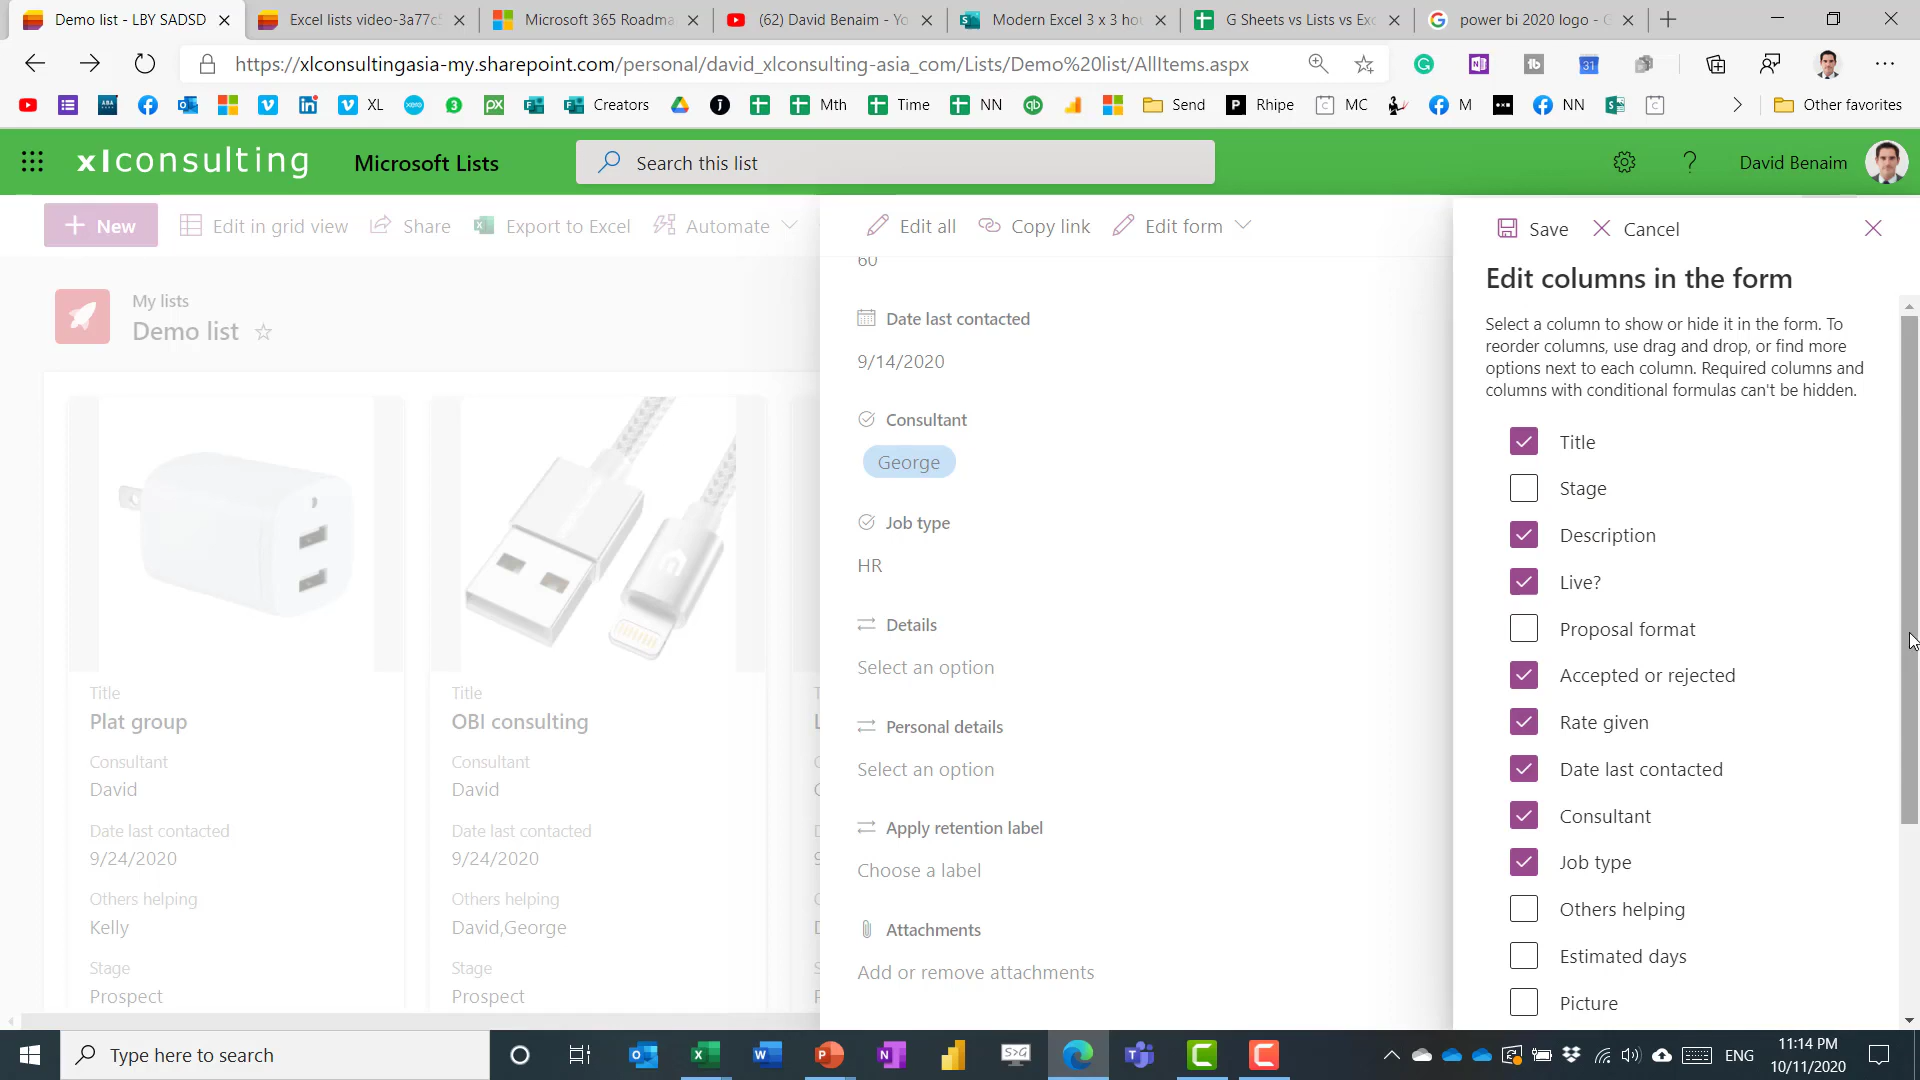 Demo list - LBY SADSD
Excel lists video-3a77c5
Microsoft 365 Roadma
(62) David Benaim - Yo
Modern Excel 3 x 3 hou
G Sheets vs Lists vs Exc
power bi 2020 logo - G
https://xlconsultingasia-my.sharepoint.com/personal/david_xlconsulting-asia_com/Lists/Demo%20list/AllItems.aspx
XL
Creators
Mth
Time
NN
Send
Rhipe
MC
M
NN
Other favorites
xlconsulting
Microsoft Lists
Search this list
David Benaim
New
Edit in grid view
Share
Export to Excel
Automate
Edit all
Copy link
Edit form
Save
Cancel
My lists
Demo list
Title
Plat group
Consultant
David
Date last contacted
9/24/2020
Others helping
Kelly
Stage
Prospect
Title
OBI consulting
Consultant
David
Date last contacted
9/24/2020
Others helping
David,George
Stage
Prospect
60
Date last contacted
9/14/2020
Consultant
George
Job type
HR
Details
Select an option
Personal details
Select an option
Apply retention label
Choose a label
Attachments
Add or remove attachments
Edit columns in the form
Select a column to show or hide it in the form. To
reorder columns, use drag and drop, or find more
options next to each column. Required columns and
columns with conditional formulas can't be hidden.
Title
Stage
Description
Live?
Proposal format
Accepted or rejected
Rate given
Date last contacted
Consultant
Job type
Others helping
Estimated days
Picture
Type here to search
ENG
11:14 PM
10/11/2020